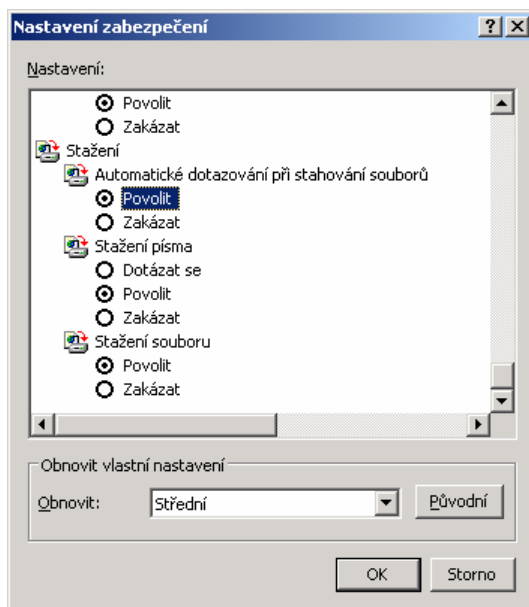 Nastavení zabezpečení
Nastavení:
Povolit
Zakázat
Stažení
Automatické dotazování při stahování souborů
Povolit
Zakázat
Stažení písma
Dotázat se
Povolit
Zakázat
Stažení souboru
Povolit
Zakázat
Obnovit vlastní nastavení
Obnovit: Střední Původní
OK Storno